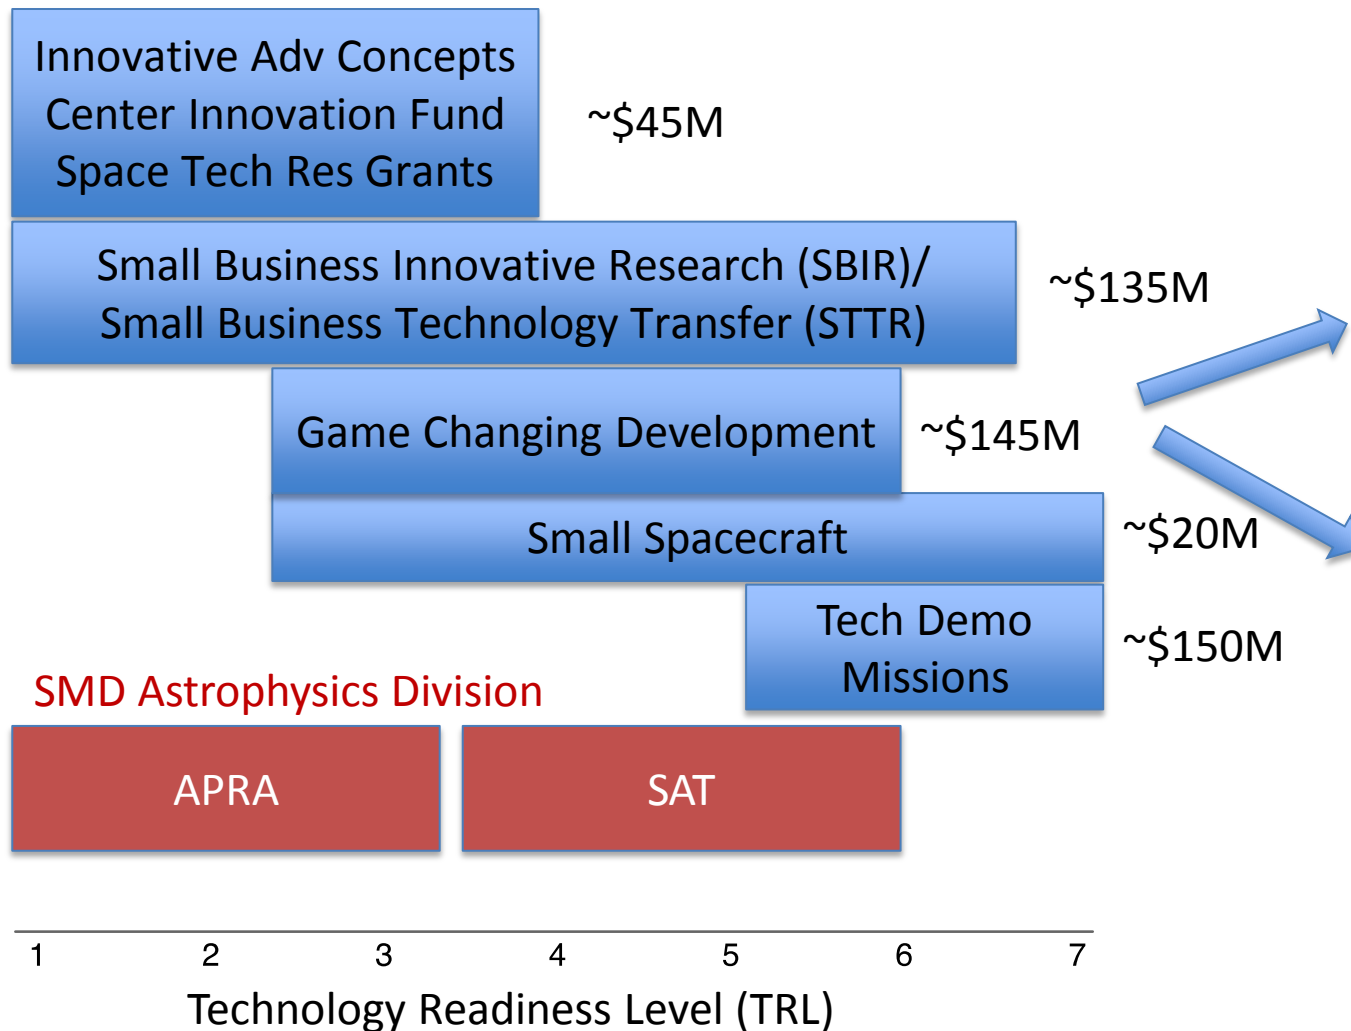 Innovative Adv Concepts
Center Innovation Fund
Space Tech Res Grants
~$45M
Small Business Innovative Research (SBIR)/
Small Business Technology Transfer (STTR)
~$135M
Game Changing Development
~$145M
Small Spacecraft
~$20M
Tech Demo
Missions
~$150M
SMD Astrophysics Division
APRA
SAT
1 2 3 4 5 6 7
Technology Readiness Level (TRL)